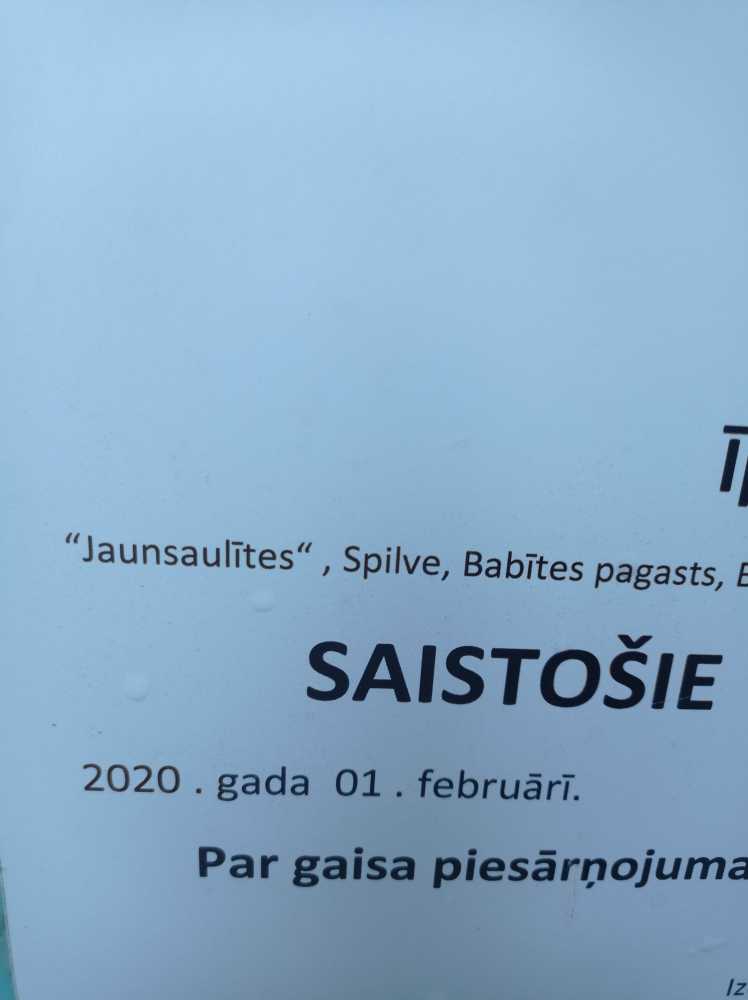 “Jaunsaulītes“ , Spilve, Babītes pagasts,
SAISTOŠIE
2020 . gada 01 . februārī.
Par gaisa piesārņojuma